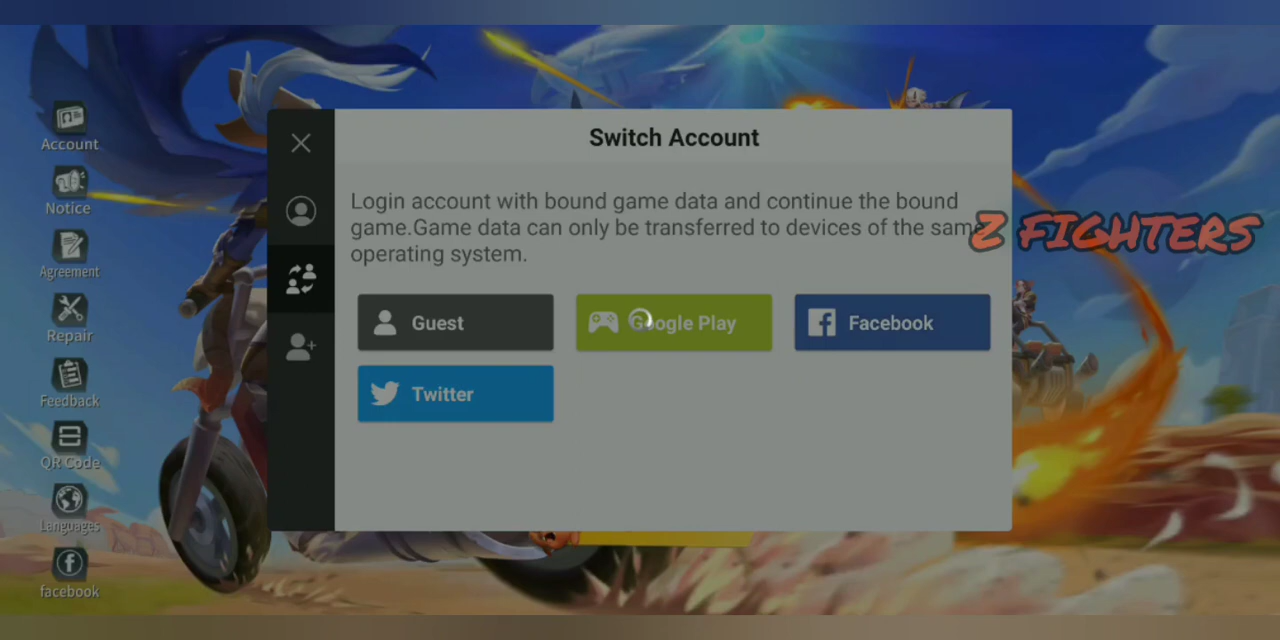 Switch Account
Account
Notice
Agreement
Repair
Feedback
QR Code
Languages
facebook
Login account with bound game data and continue the bound
game.Game data can only be transferred to devices of the same
operating system.
Z FIGHTERS
Guest
Google Play
Facebook
Twitter